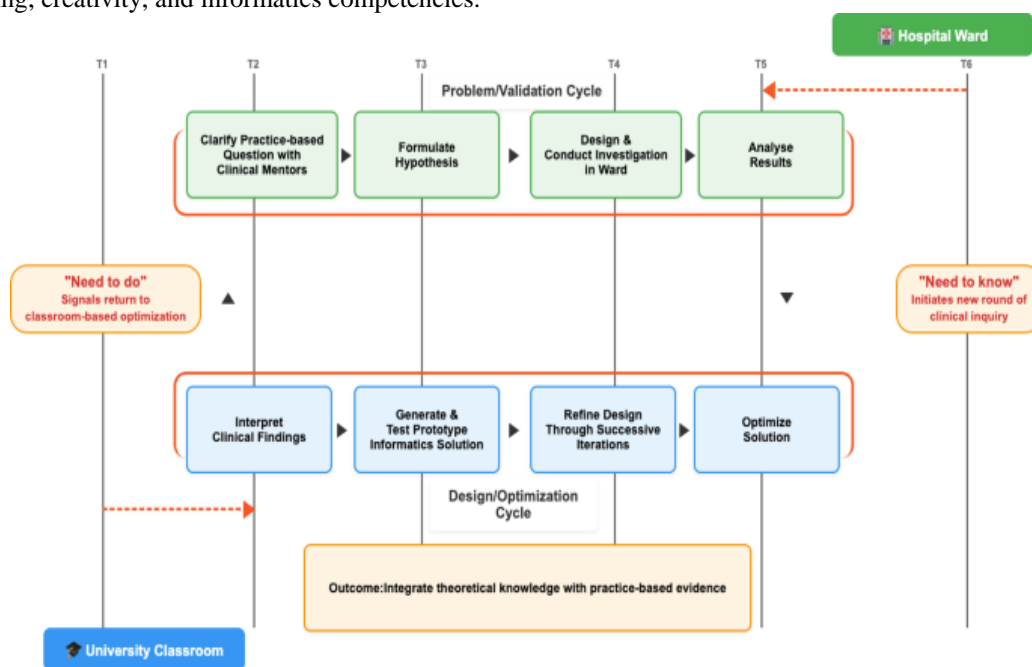 ng, creativity, and informatics competencies.
Hospital Ward
T1 T2 T3 T4 T5 T6
Problem/Validation Cycle
Clarify Practice-based
Question with
Clinical Mentors
Formulate
Hypothesis
Design &
Conduct Investigation
in Ward
Analyse
Results
"Need to do"
Signals return to
classroom-based optimization
"Need to know"
Initiates new round of
clinical inquiry
Interpret
Clinical Findings
Generate &
Test Prototype
Informatics Solution
Refine Design
Through Successive
Iterations
Optimize
Solution
Design/Optimization
Cycle
Outcome:Integrate theoretical knowledge with practice-based evidence
University Classroom